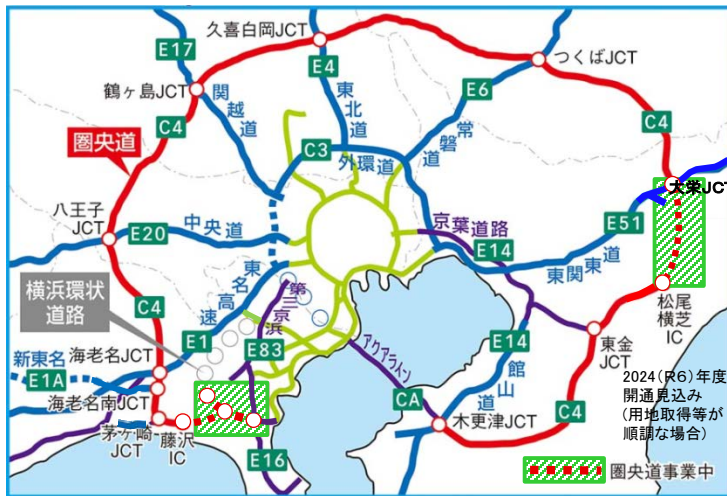 久喜白岡JCT
E17
E4
つくばJCT
鶴ヶ島JCT
関越道
東北道
E6
常磐道
C4
C3
外環道
C4
圏央道
大栄JCT
八王子
JCT
E20
中央道
京葉道路
E14
E51
東関東道
横浜環状
道路
東名高速
第三京浜
C4
E1
E83
アクアライン
E14
館山道
松尾
横芝
IC
東金
JCT
新東名
E1A
海老名JCT
海老名南JCT
茅ヶ崎
JCT
藤沢
IC
E16
CA
木更津JCT
C4
2024(R6)年度
開通見込み
(用地取得等が
順調な場合)
圏央道事業中